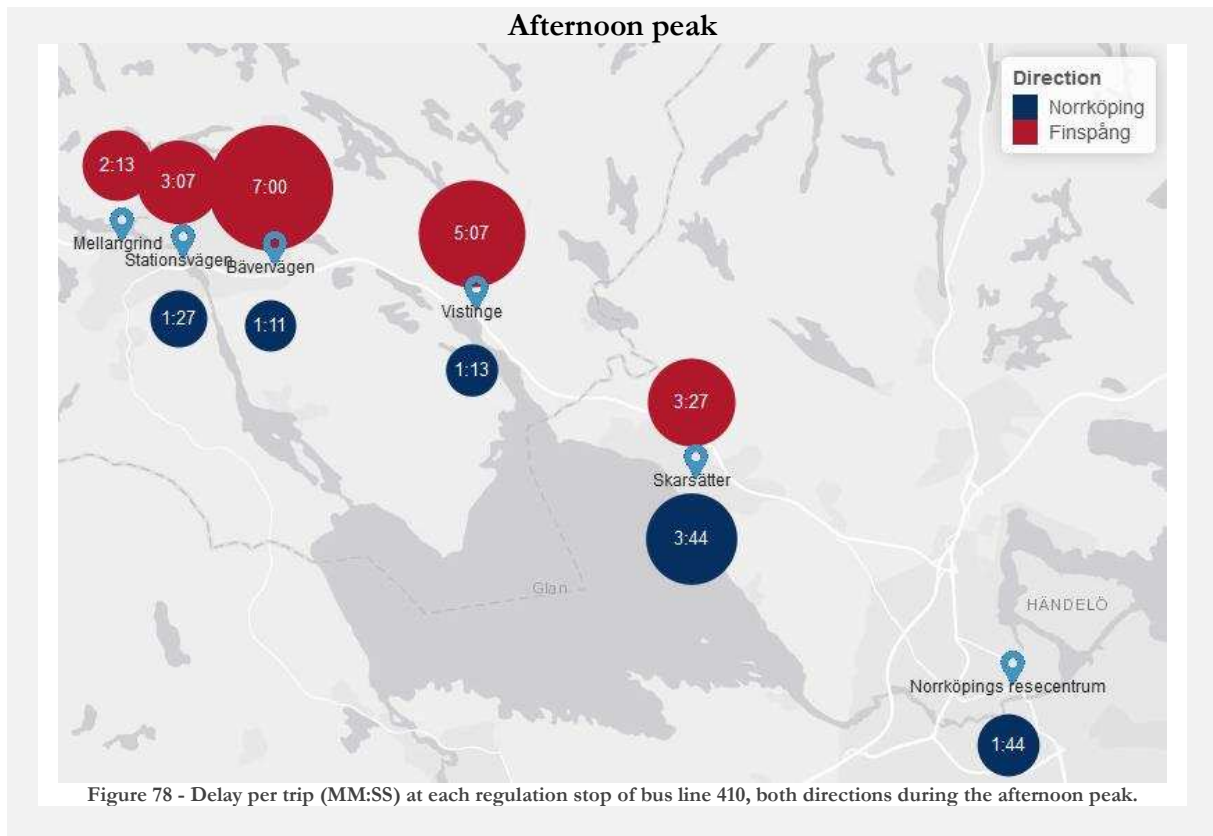 Afternoon peak
Direction
Norrköping
Finspång
2:13
3:07
7:00
5:07
Mellangrind
Stationsvägen
Bävervägen
Vistinge
1:27
1:11
1:13
3:27
Skarsätter
3:44
Glan
HÄNDELÖ
Norrköpings resecentrum
1:44
Figure 78 - Delay per trip (MM:SS) at each regulation stop of bus line 410, both directions during the afternoon peak.